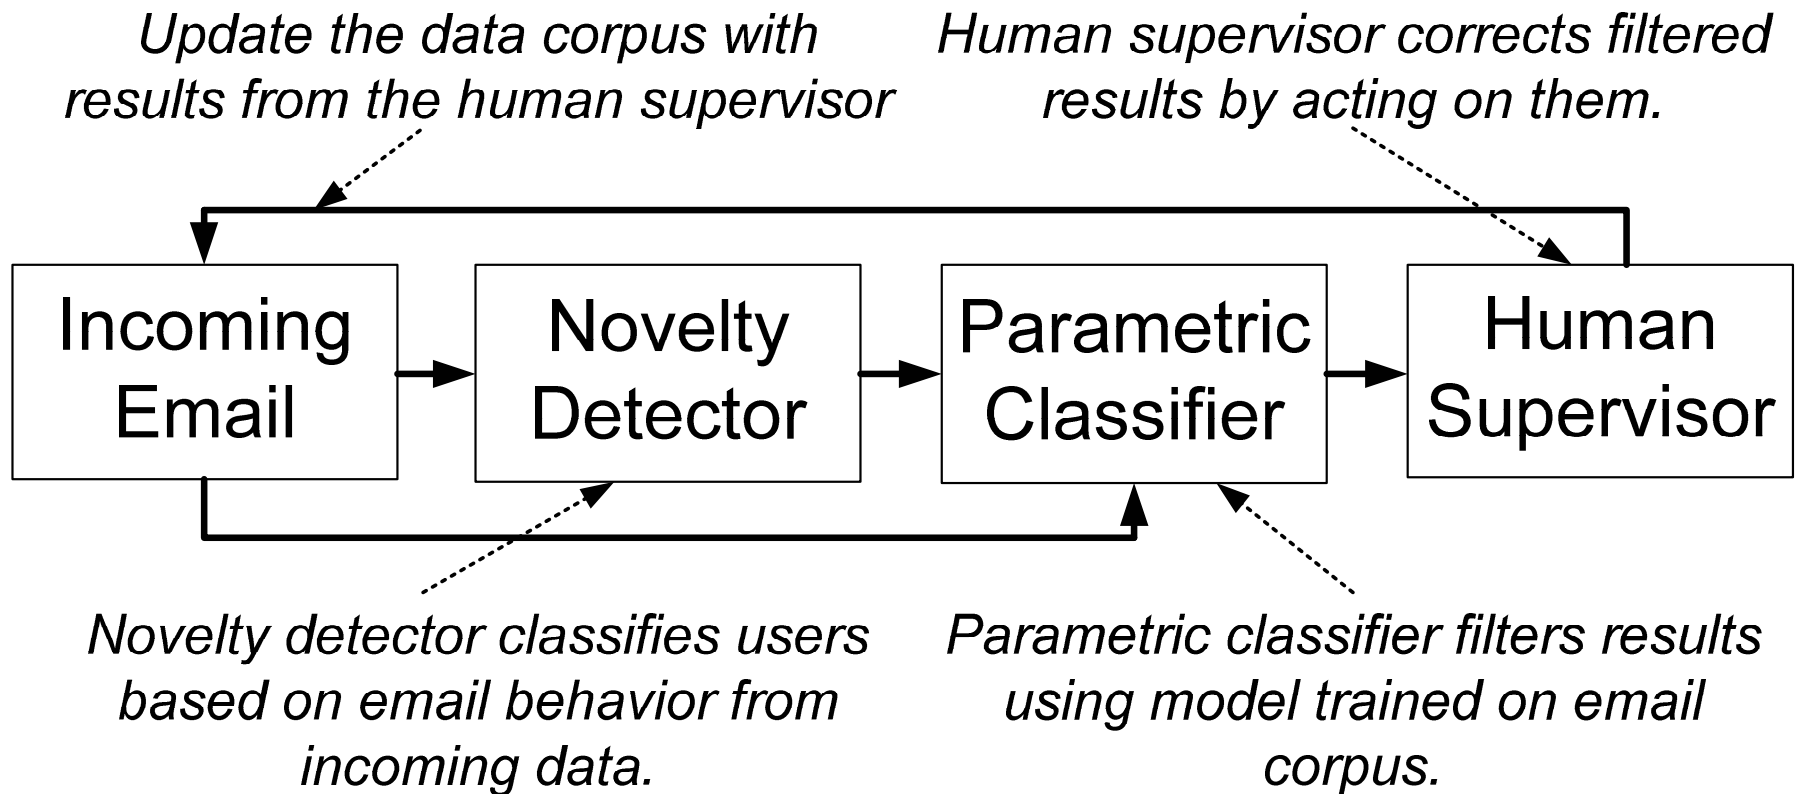 Update the data corpus with
results from the human supervisor
Human supervisor corrects filtered
results by acting on them.
Incoming
Email
Novelty
Detector
Parametric
Classifier
Human
Supervisor
Novelty detector classifies users
based on email behavior from
incoming data.
Parametric classifier filters results
using model trained on email
corpus.